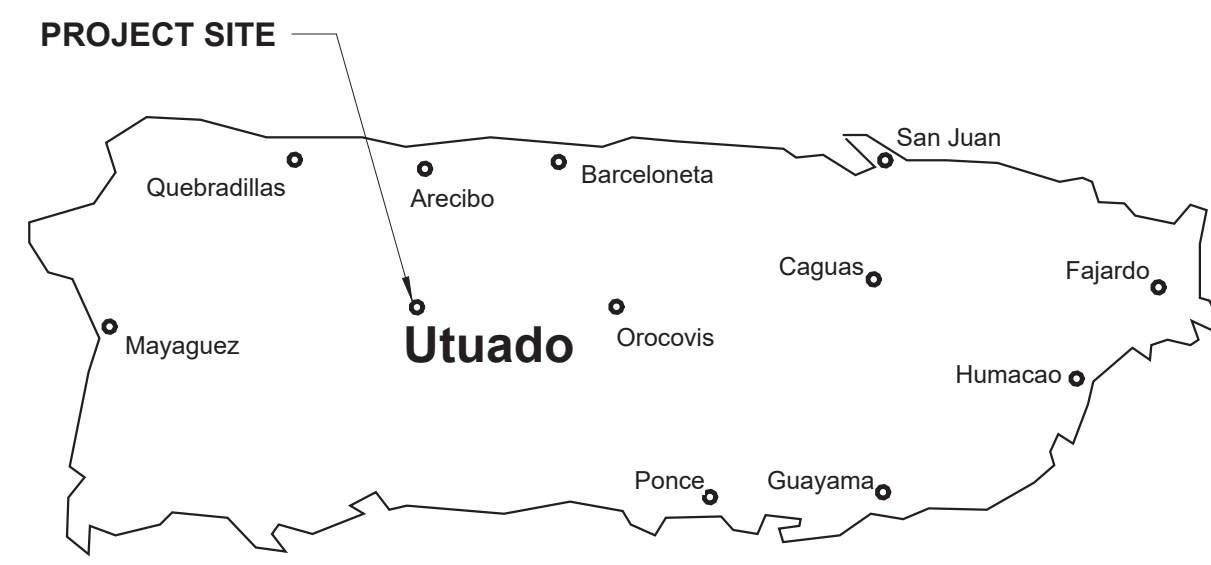 PROJECT SITE
San Juan
Quebradillas
Arecibo
Barceloneta
Caguas
Fajardo
Mayaguez
Utuado
Orocovis
Humacao
Ponce
Guayama